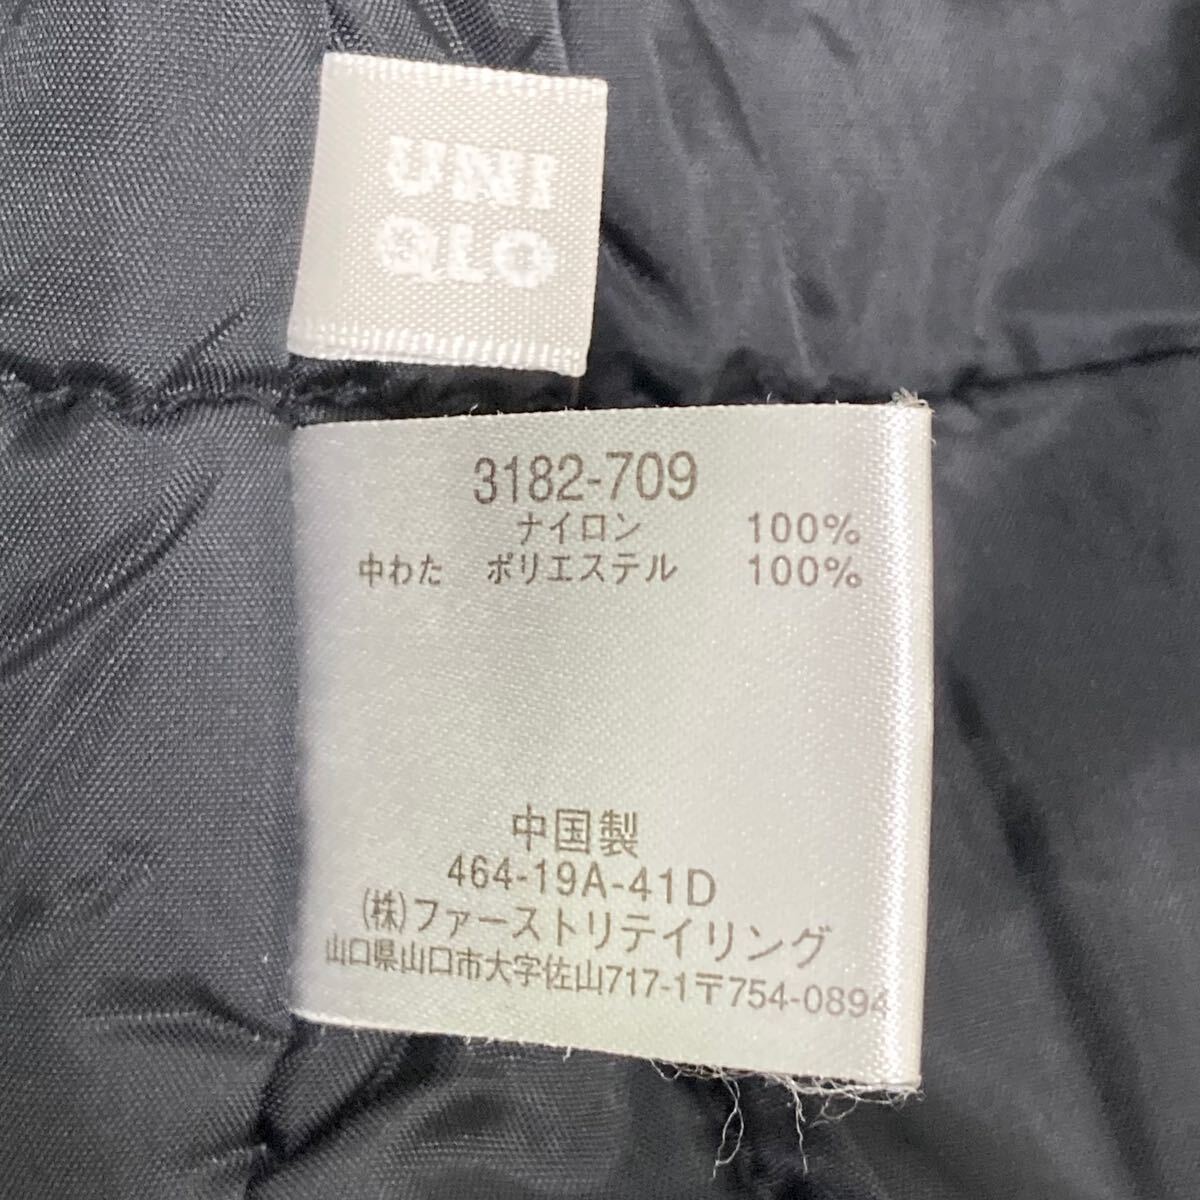 UNI
QLO
3182-709
ナイロン 100%
中わた ポリエステル 100%
中国製
464-19A-41D
(株)ファーストリテイリング
山口県山口市大字佐山717-1〒754-0894